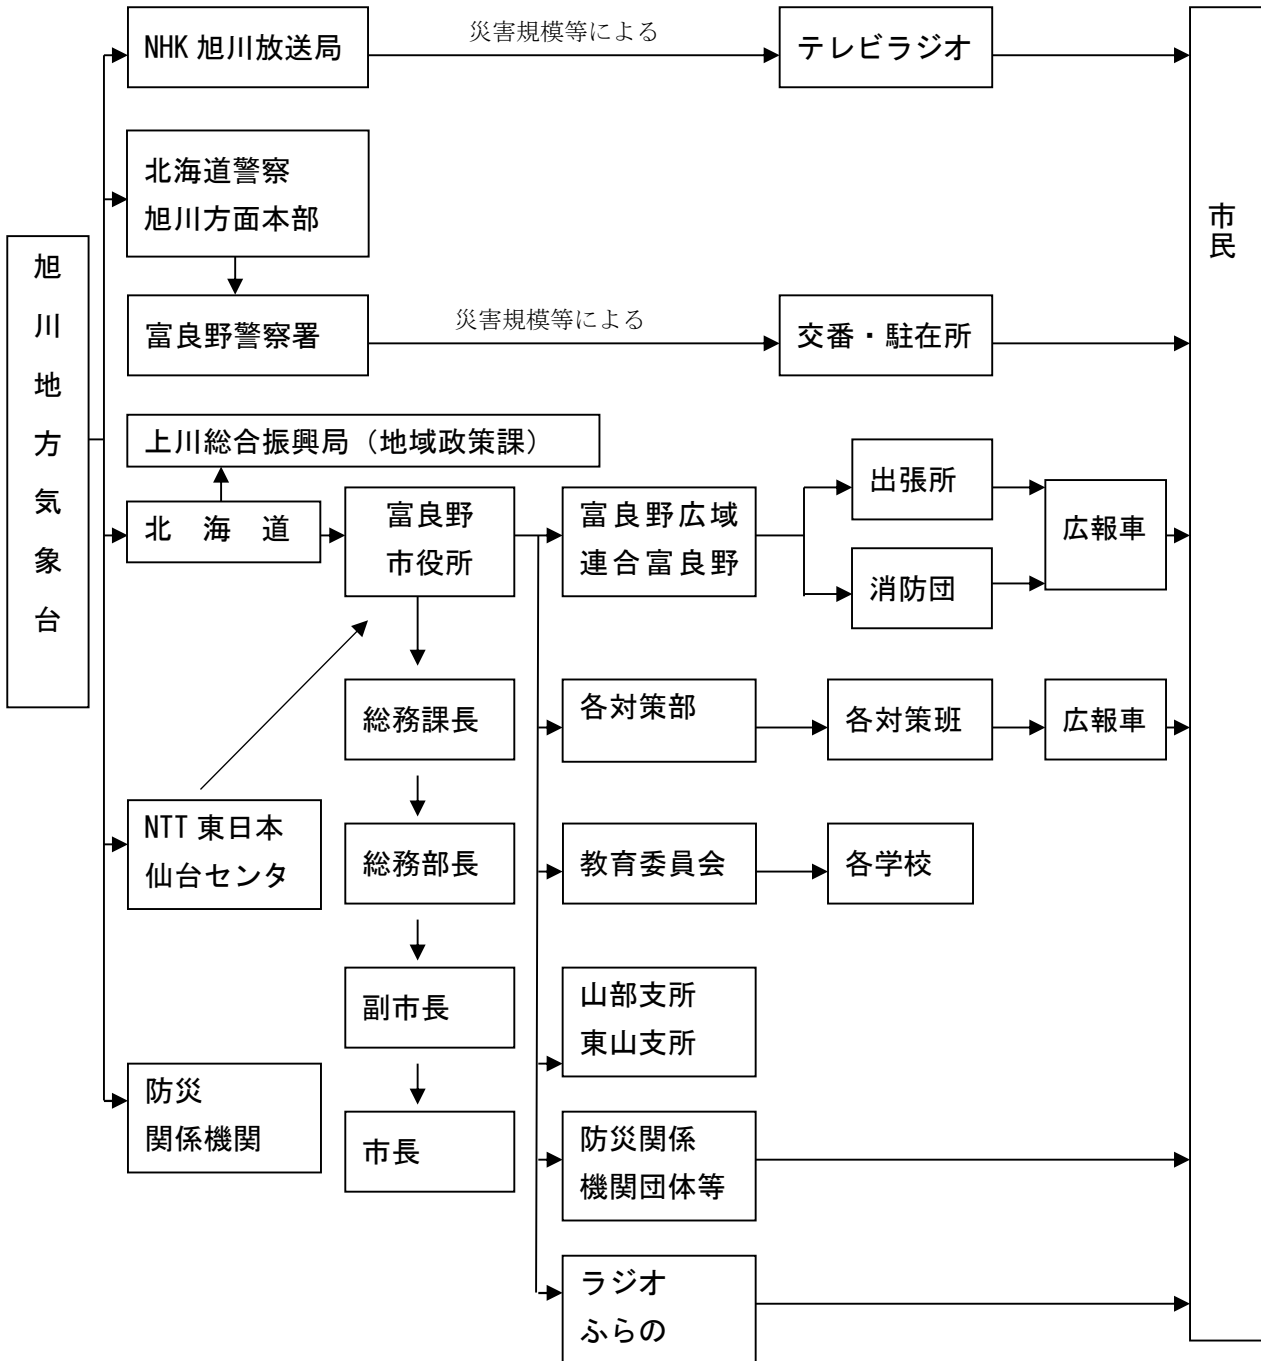 NHK 旭川放送局
災害規模等による
テレビラジオ
北海道警察
旭川方面本部
市民
旭川地方気象台
富良野警察署
災害規模等による
交番・駐在所
上川総合振興局（地域政策課）
北　海　道
富良野
市役所
富良野広域
連合富良野
出張所
消防団
広報車
総務課長
各対策部
各対策班
広報車
NTT 東日本
仙台センタ
総務部長
教育委員会
各学校
副市長
山部支所
東山支所
防災
関係機関
市長
防災関係
機関団体等
ラジオ
ふらの